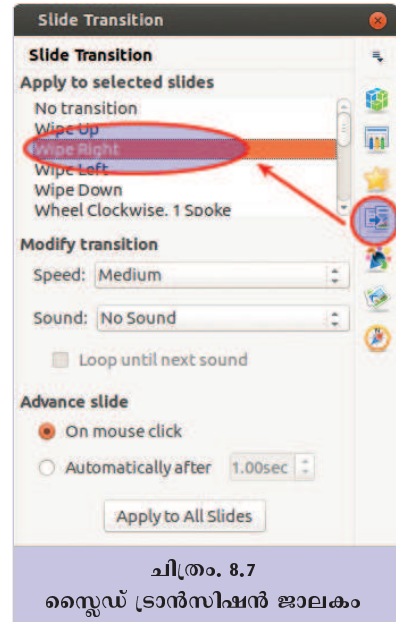 Slide Transition
Slide Transition
Apply to selected slides
No transition
Wipe Up
Wipe Right
Wipe Left
Wipe Down
Wheel Clockwise. 1 Spoke
Modify transition
Speed: Medium
Sound: No Sound
Loop until next sound
Advance slide
On mouse click
Automatically after 1.00sec
Apply to All Slides
ചിത്രം. 8.7
സ്ലൈഡ് ട്രാൻസിഷൻ ജാലകം